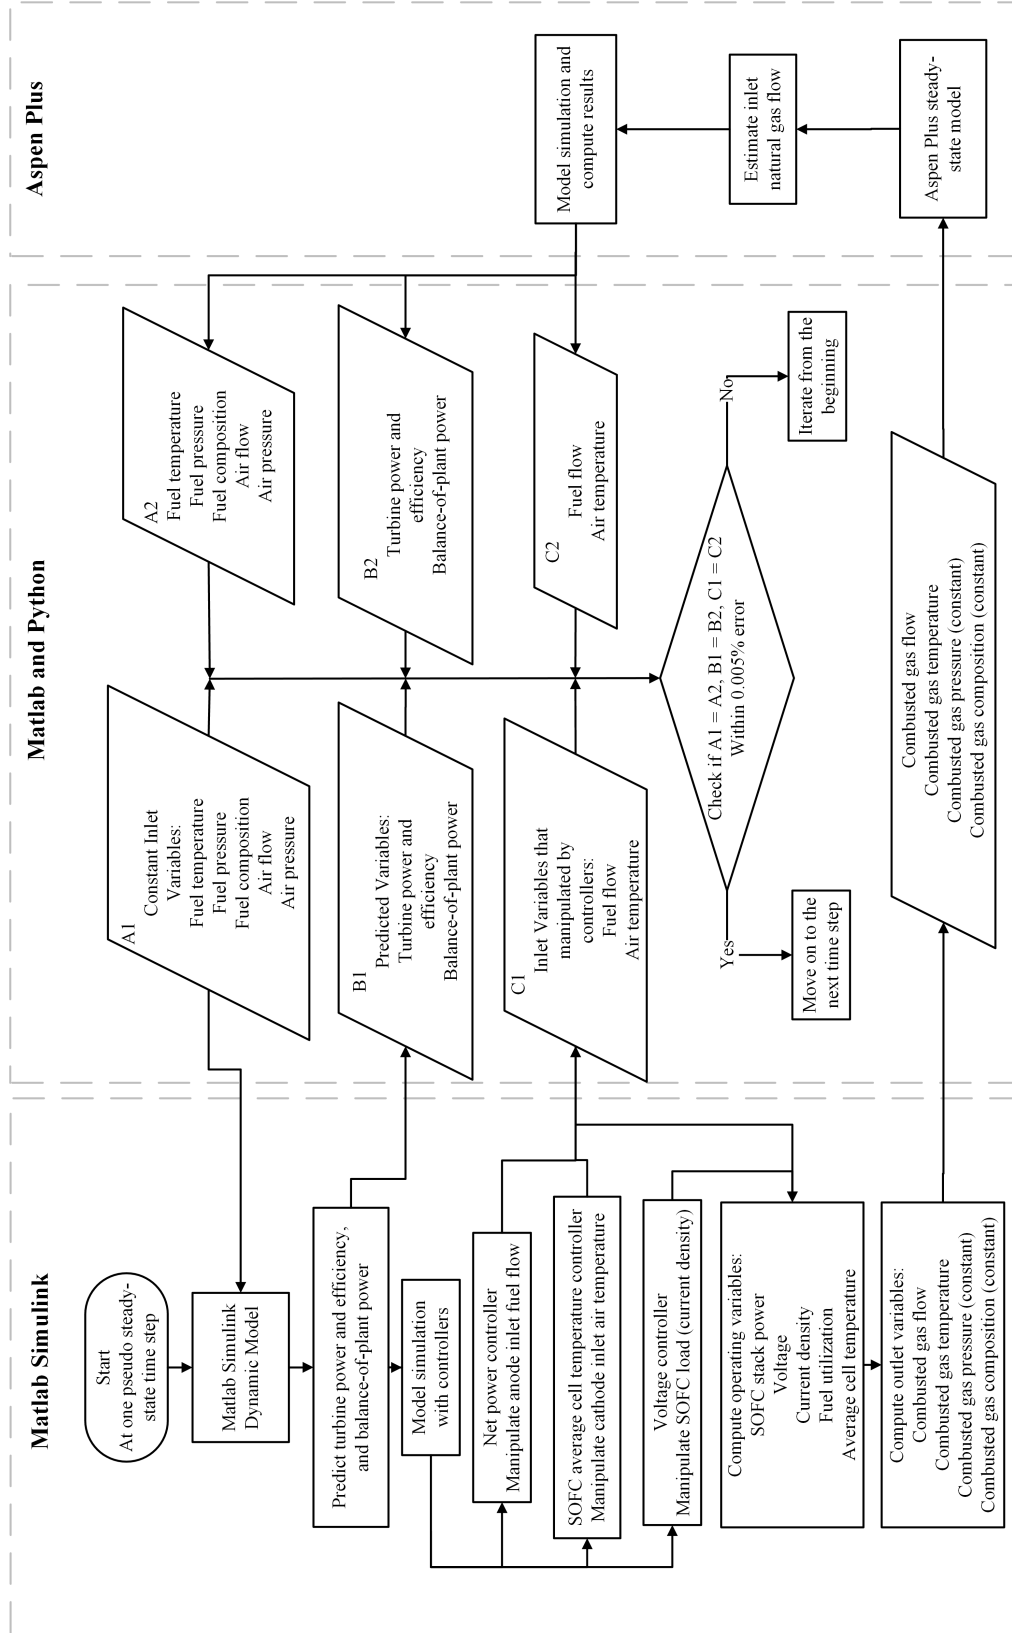 Matlab Simulink
Start
At one pseudo steady-
state time step
Matlab Simulink
Dynamic Model
Predict turbine power and efficiency,
and balance-of-plant power
Model simulation
with controllers
Net power controller
Manipulate anode inlet fuel flow
SOFC average cell temperature controller
Manipulate cathode inlet air temperature
Voltage controller
Manipulate SOFC load (current density)
Compute operating variables:
SOFC stack power
Voltage
Current density
Fuel utilization
Average cell temperature
Compute outlet variables:
Combusted gas flow
Combusted gas temperature
Combusted gas pressure (constant)
Combusted gas composition (constant)
Matlab and Python
A1
Constant Inlet
Variables:
Fuel temperature
Fuel pressure
Fuel composition
Air flow
Air pressure
A2
Fuel temperature
Fuel pressure
Fuel composition
Air flow
Air pressure
B1
Predicted Variables:
Turbine power and
efficiency
Balance-of-plant power
B2
Turbine power and
efficiency
Balance-of-plant power
C1
Inlet Variables that
manipulated by
controllers:
Fuel flow
Air temperature
C2
Fuel flow
Air temperature
Check if A1 = A2, B1 = B2, C1 = C2
Within 0.005% error
Yes
No
Move on to the
next time step
Iterate from the
beginning
Combusted gas flow
Combusted gas temperature
Combusted gas pressure (constant)
Combusted gas composition (constant)
Aspen Plus
Model simulation and
compute results
Estimate inlet
natural gas flow
Aspen Plus steady-
state model